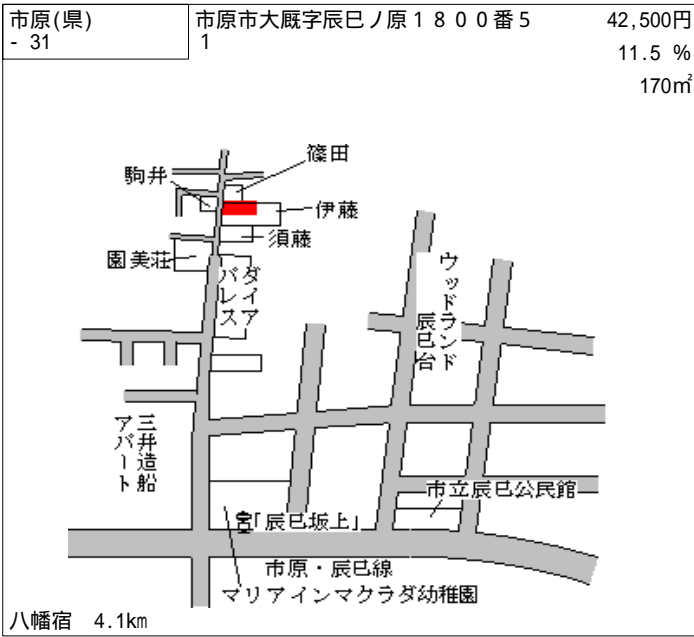 市原(県)
- 31
市原市大厩字辰巳ノ原１８００番５
1
42,500円
11.5 %
170㎡
篠田
駒井
伊藤
須藤
園美荘
ダイア
パレス
ウッドランド
辰巳台
三井造船
アパート
市立辰巳公民館
「辰巳坂上」
市原・辰巳線
マリアインマクラダ幼稚園
八幡宿 4.1km